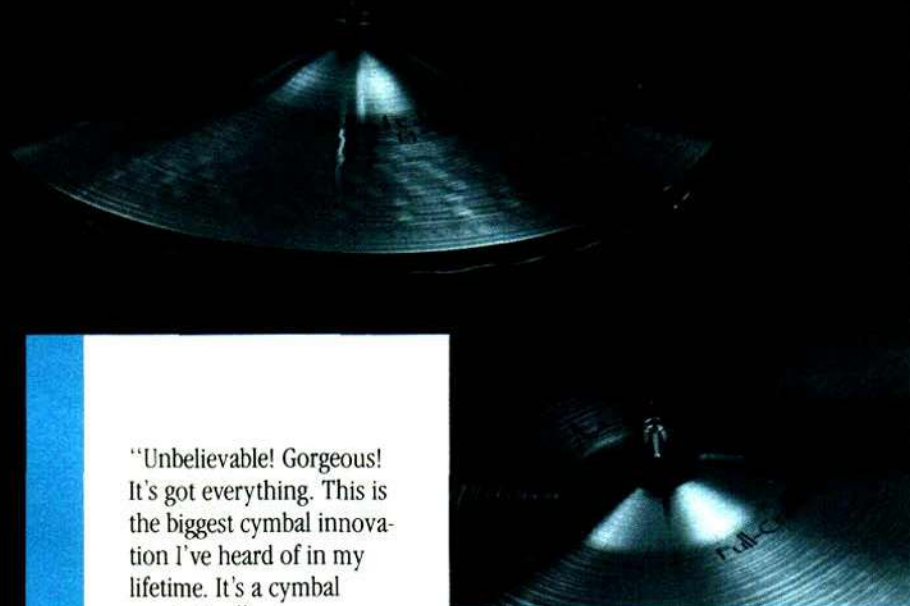 “Unbelievable! Gorgeous!
It's got everything. This is
the biggest cymbal innova-
tion I've heard of in my
lifetime. It's a cymbal